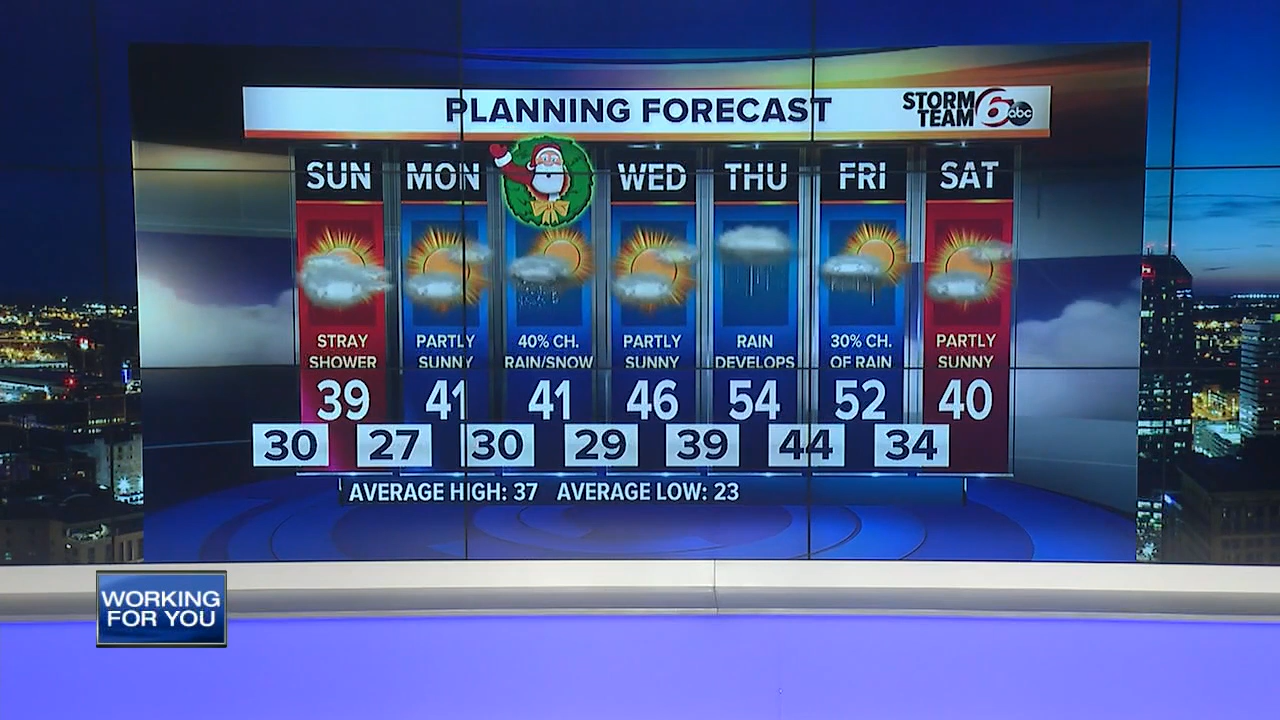 PLANNING FORECAST
STORM TEAM 6 abc
SUN MON WED THU FRI SAT
STRAY SHOWER
PARTLY SUNNY
40% CH. RAIN/SNOW
PARTLY SUNNY
RAIN DEVELOPS
30% CH. OF RAIN
PARTLY SUNNY
39 41 41 46 54 52 40
30 27 30 29 39 44 34
AVERAGE HIGH: 37 AVERAGE LOW: 23
WORKING
FOR YOU